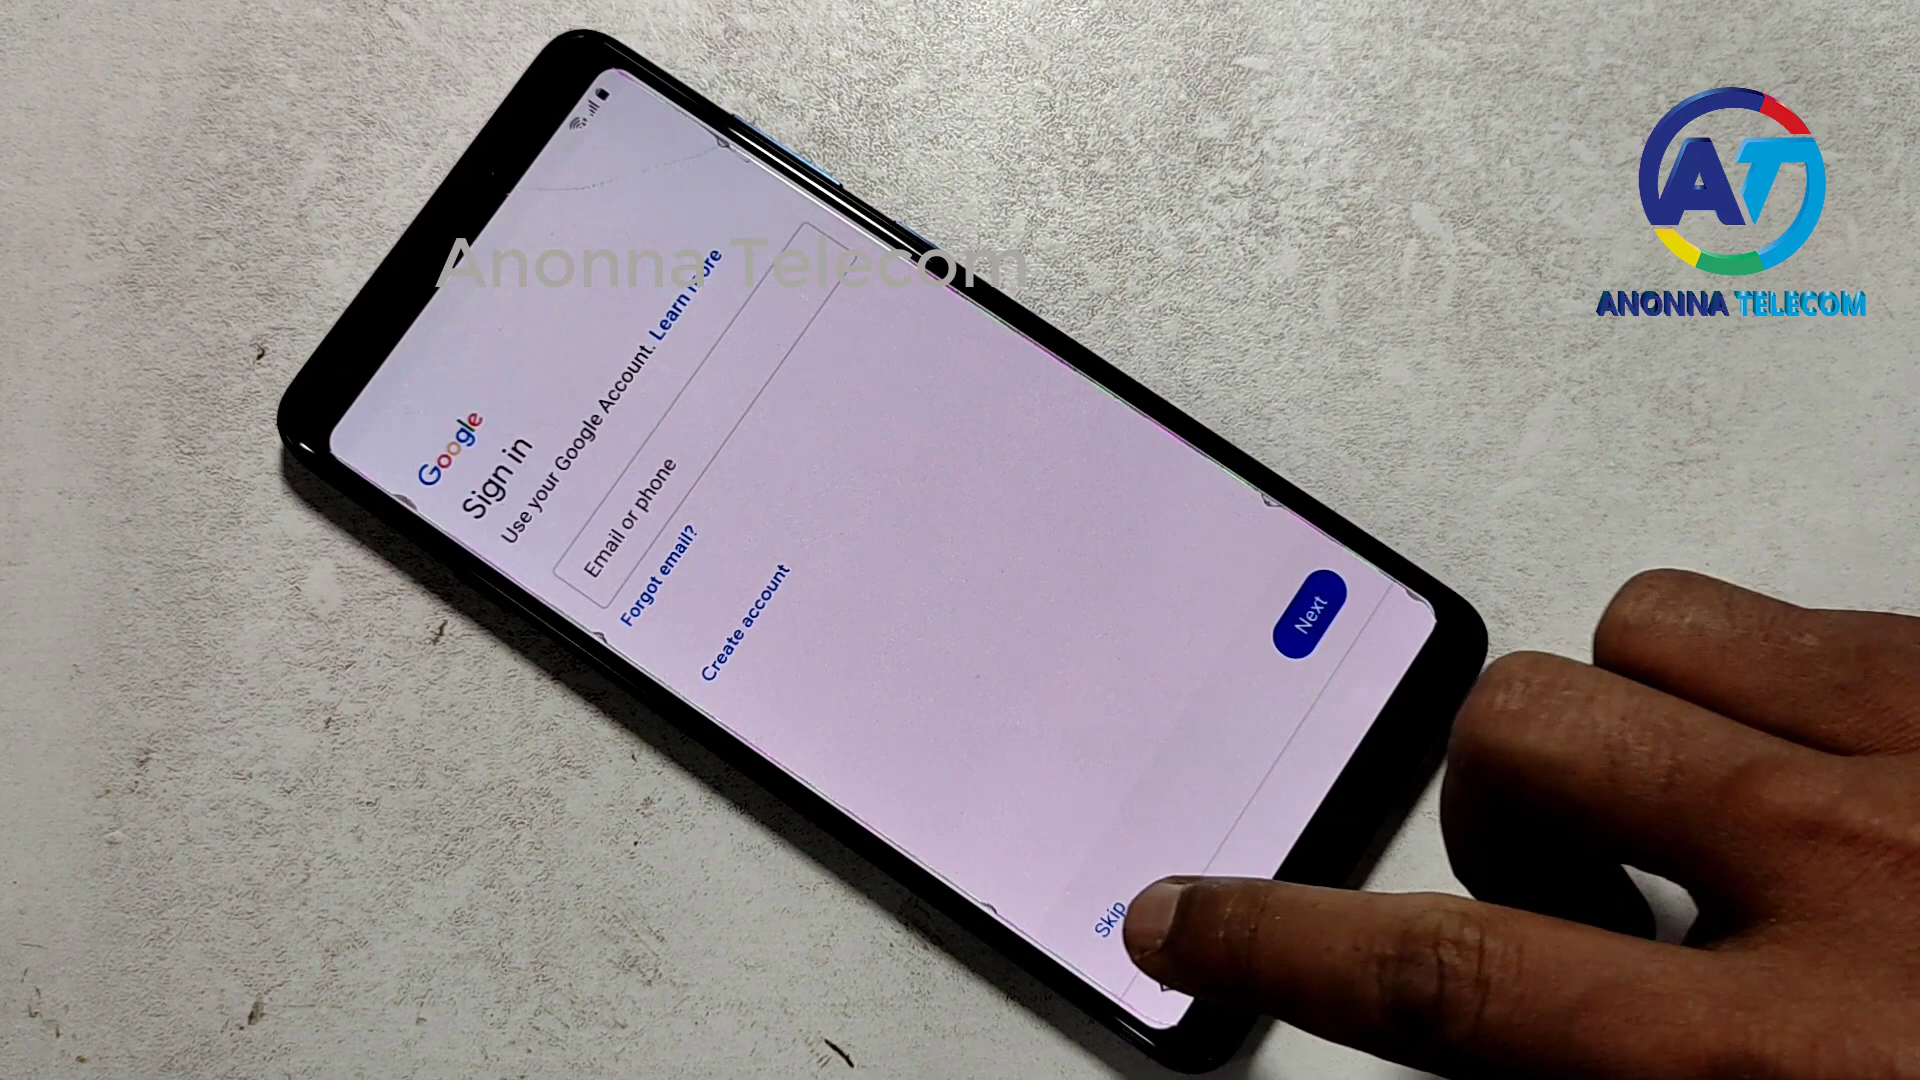 Google
Sign in
Use your Google Account. Learn more
Email or phone
Forgot email?
Create account
Skip
Next
Anonna Telecom
AT
ANONNA TELECOM